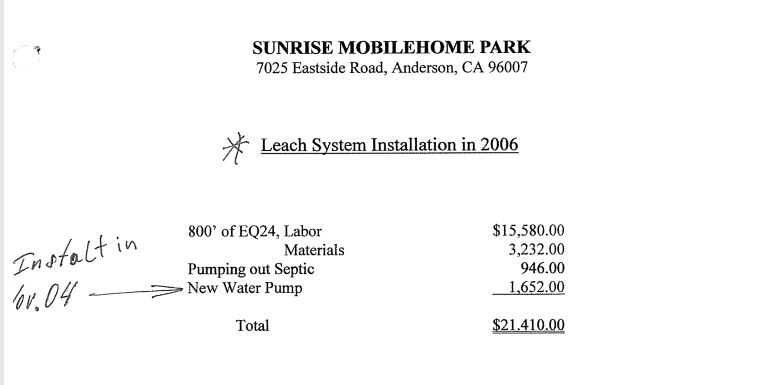 SUNRISE MOBILEHOME PARK
7025 Eastside Road, Anderson, CA 96007
* Leach System Installation in 2006
800' of EQ24, Labor $15,580.00
Materials 3,232.00
Pumping out Septic 946.00
New Water Pump 1,652.00
Total $21,410.00
Instalt in
ov. 04